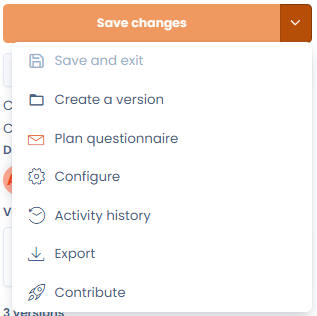 Save changes
Save and exit
Create a version
Plan questionnaire
Configure
Activity history
Export
Contribute
3 versions